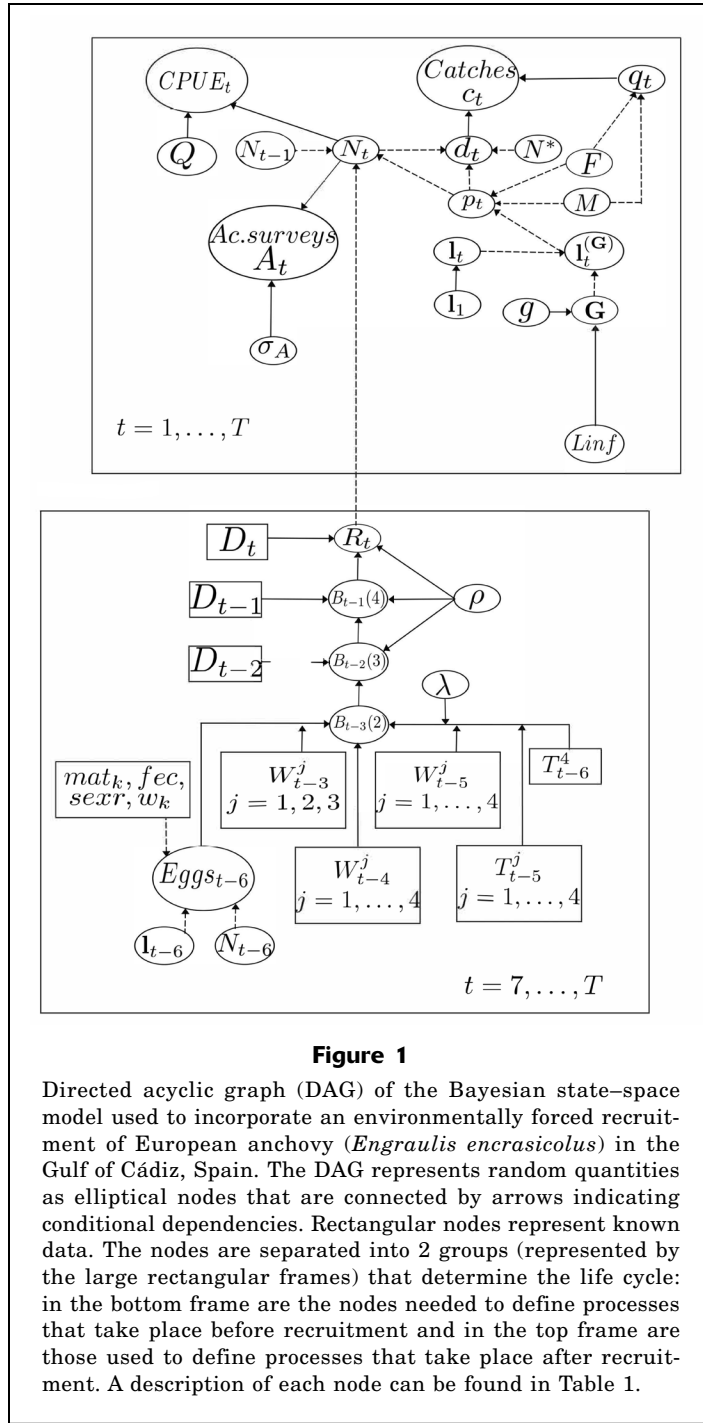 CPUE_t
Catches
c_t
q_t
Q
N_{t-1}
N_t
d_t
N*
F
p_t
M
Ac.surveys
A_t
l_t
l_t^{(G)}
l_1
g
G
σ_A
t = 1, . . . , T
Linf
D_t
R_t
D_{t-1}
B_{t-1}(4)
ρ
D_{t-2}
B_{t-2}(3)
λ
B_{t-3}(2)
mat_k, fec,
sexr, w_k
W^j_{t-3}
j = 1, 2, 3
W^j_{t-5}
j = 1, . . . , 4
T^4_{t-6}
Eggs_{t-6}
W^j_{t-4}
j = 1, . . . , 4
T^j_{t-5}
j = 1, . . . , 4
l_{t-6}
N_{t-6}
t = 7, . . . , T
Figure 1
Directed acyclic graph (DAG) of the Bayesian state–space
model used to incorporate an environmentally forced recruit-
ment of European anchovy (Engraulis encrasicolus) in the
Gulf of Cádiz, Spain. The DAG represents random quantities
as elliptical nodes that are connected by arrows indicating
conditional dependencies. Rectangular nodes represent known
data. The nodes are separated into 2 groups (represented by
the large rectangular frames) that determine the life cycle:
in the bottom frame are the nodes needed to define processes
that take place before recruitment and in the top frame are
those used to define processes that take place after recruit-
ment. A description of each node can be found in Table 1.